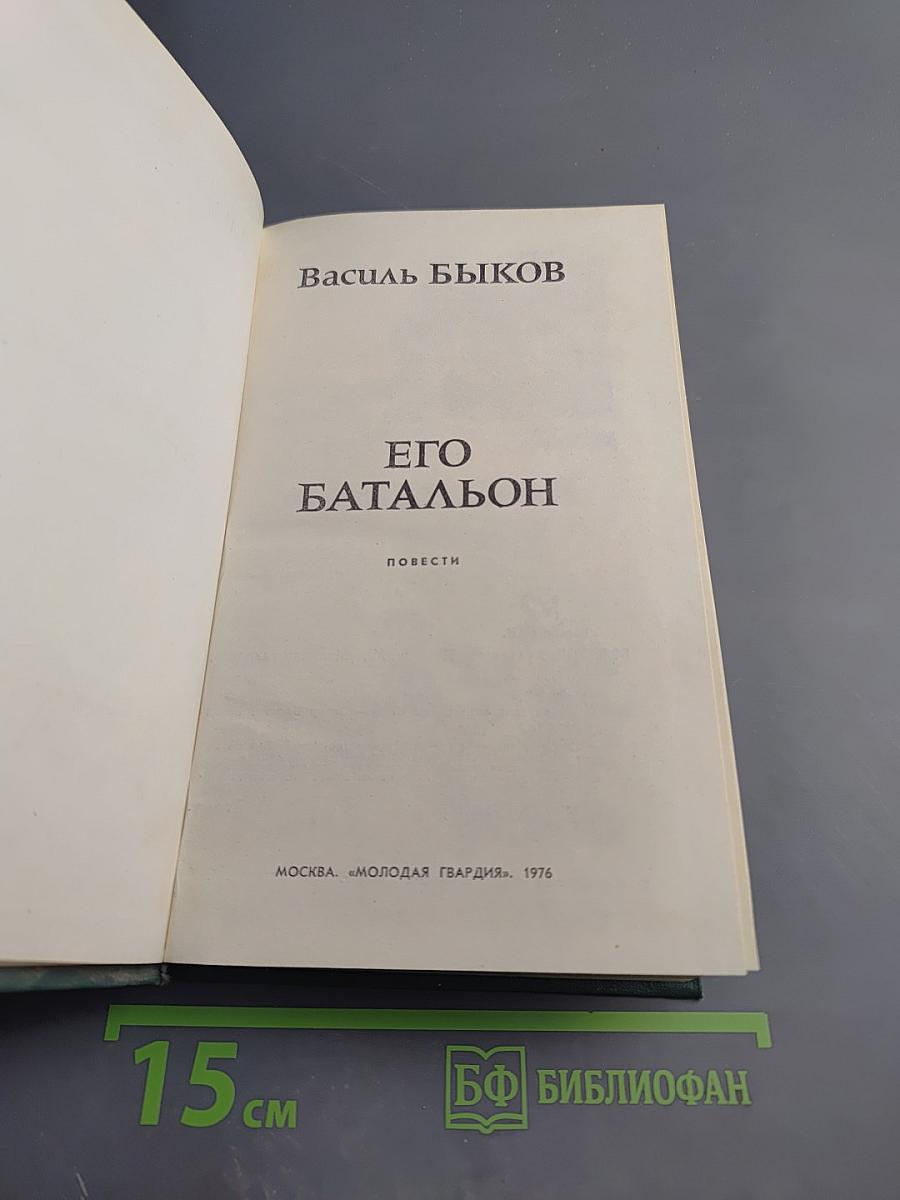 Василь БЫКОВ
ЕГО
БАТАЛЬОН
ПОВЕСТИ
МОСКВА. «МОЛОДАЯ ГВАРДИЯ». 1976
15 см
БФ БИБЛИОФАН